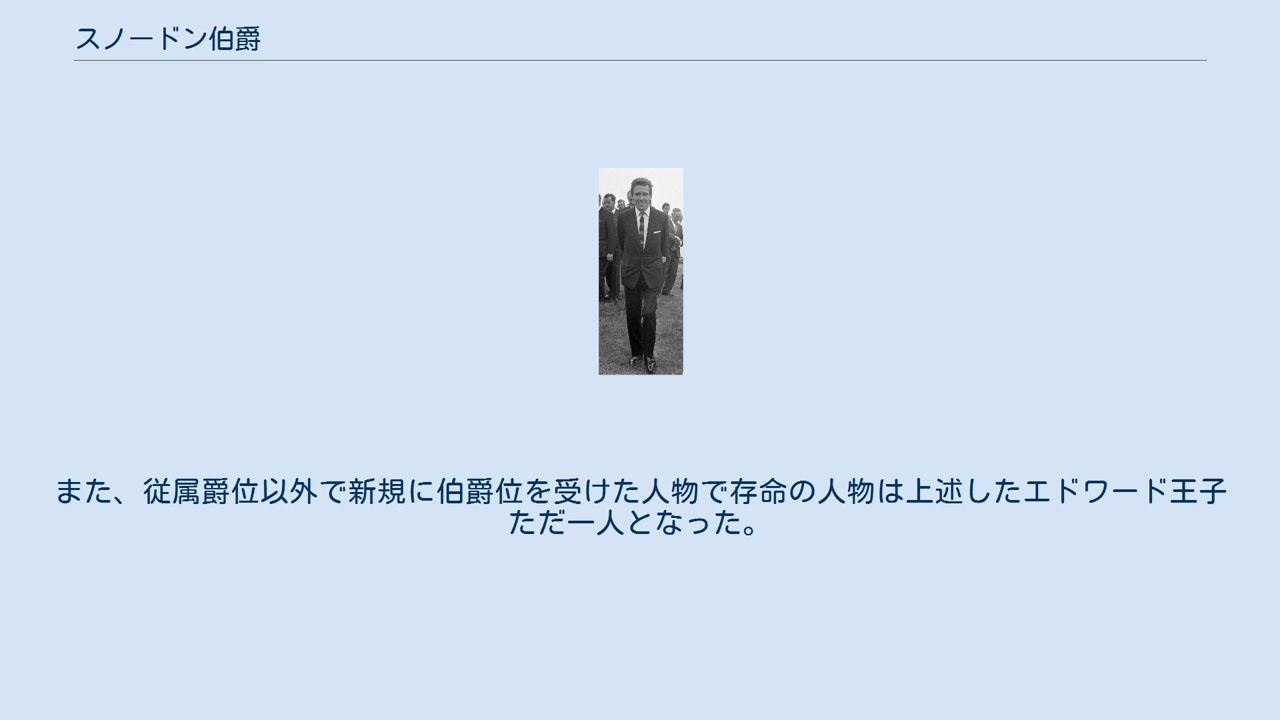 スノードン伯爵
また、従属爵位以外で新規に伯爵位を受けた人物で存命の人物は上述したエドワード王子
ただ一人となった。